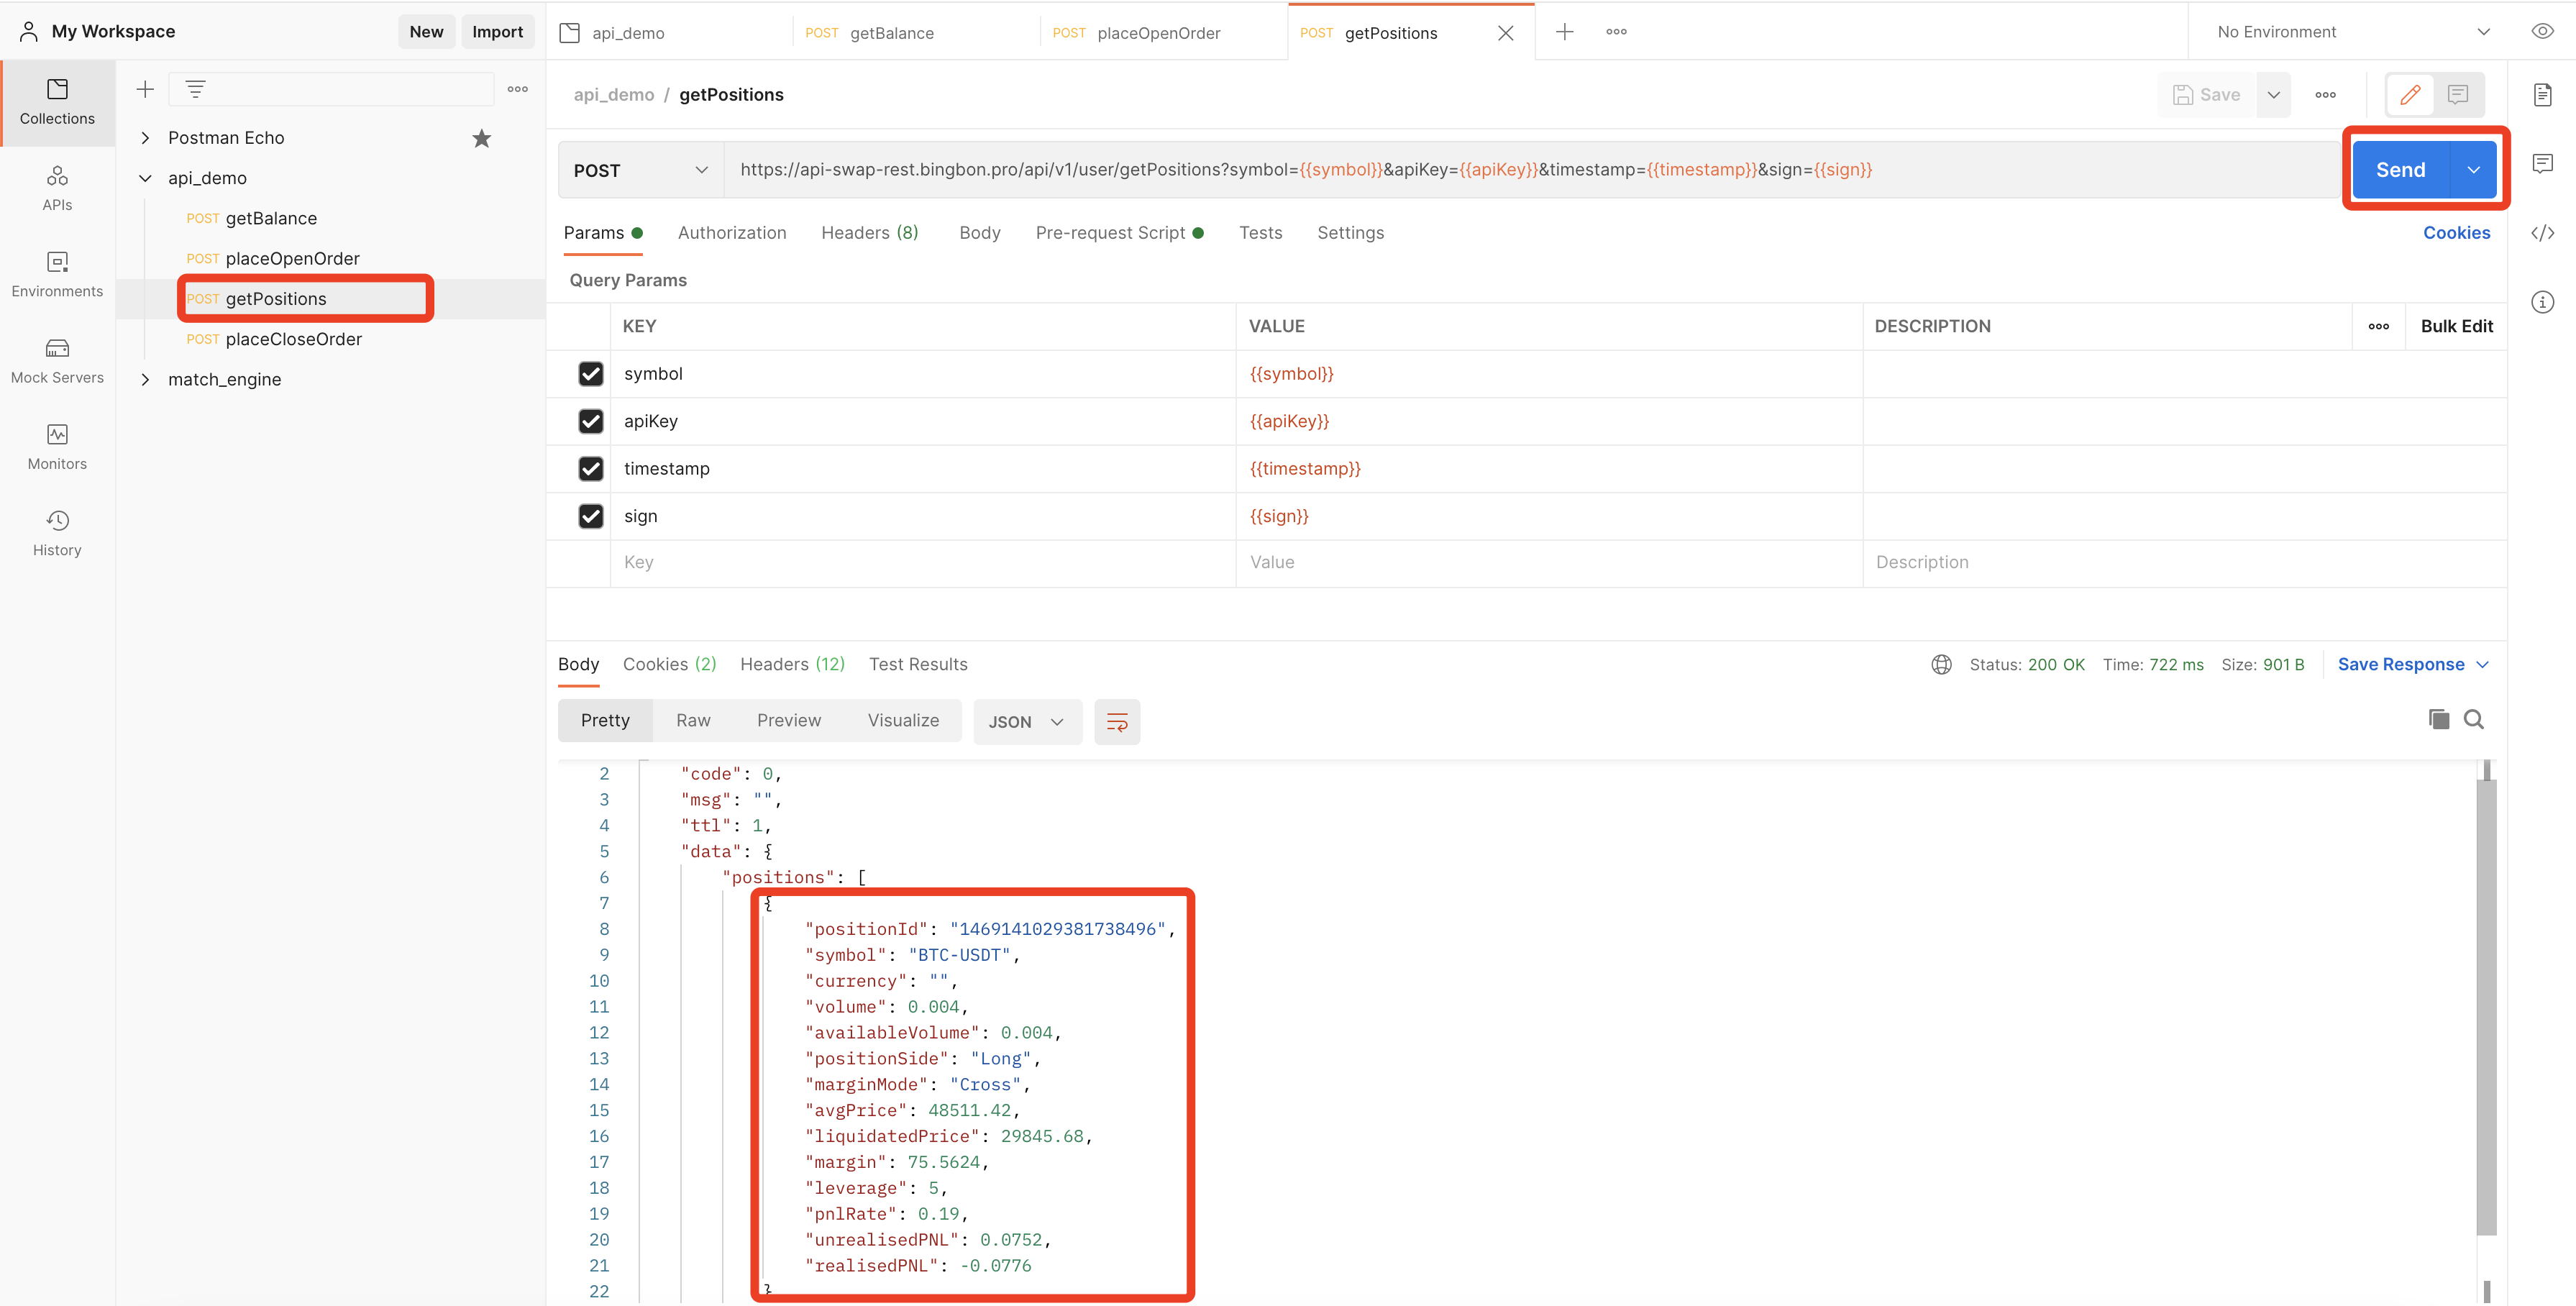 My Workspace
New
Import
api_demo
POST getBalance
POST placeOpenOrder
POST getPositions
No Environment
Collections
APIs
Environments
Mock Servers
Monitors
History
Postman Echo
api_demo
POST getBalance
POST placeOpenOrder
POST getPositions
POST placeCloseOrder
match_engine
api_demo / getPositions
Save
POST
https://api-swap-rest.bingbon.pro/api/v1/user/getPositions?symbol={{symbol}}&apiKey={{apiKey}}&timestamp={{timestamp}}&sign={{sign}}
Send
Params
Authorization
Headers (8)
Body
Pre-request Script
Tests
Settings
Cookies
Query Params
KEY
VALUE
DESCRIPTION
Bulk Edit
symbol
{{symbol}}
apiKey
{{apiKey}}
timestamp
{{timestamp}}
sign
{{sign}}
Key
Value
Description
Body
Cookies (2)
Headers (12)
Test Results
Status: 200 OK
Time: 722 ms
Size: 901 B
Save Response
Pretty
Raw
Preview
Visualize
JSON
2 "code": 0,
3 "msg": "",
4 "ttl": 1,
5 "data": {
6 "positions": [
7 {
8 "positionId": "1469141029381738496",
9 "symbol": "BTC-USDT",
10 "currency": "",
11 "volume": 0.004,
12 "availableVolume": 0.004,
13 "positionSide": "Long",
14 "marginMode": "Cross",
15 "avgPrice": 48511.42,
16 "liquidatedPrice": 29845.68,
17 "margin": 75.5624,
18 "leverage": 5,
19 "pnlRate": 0.19,
20 "unrealisedPNL": 0.0752,
21 "realisedPNL": -0.0776
22 }